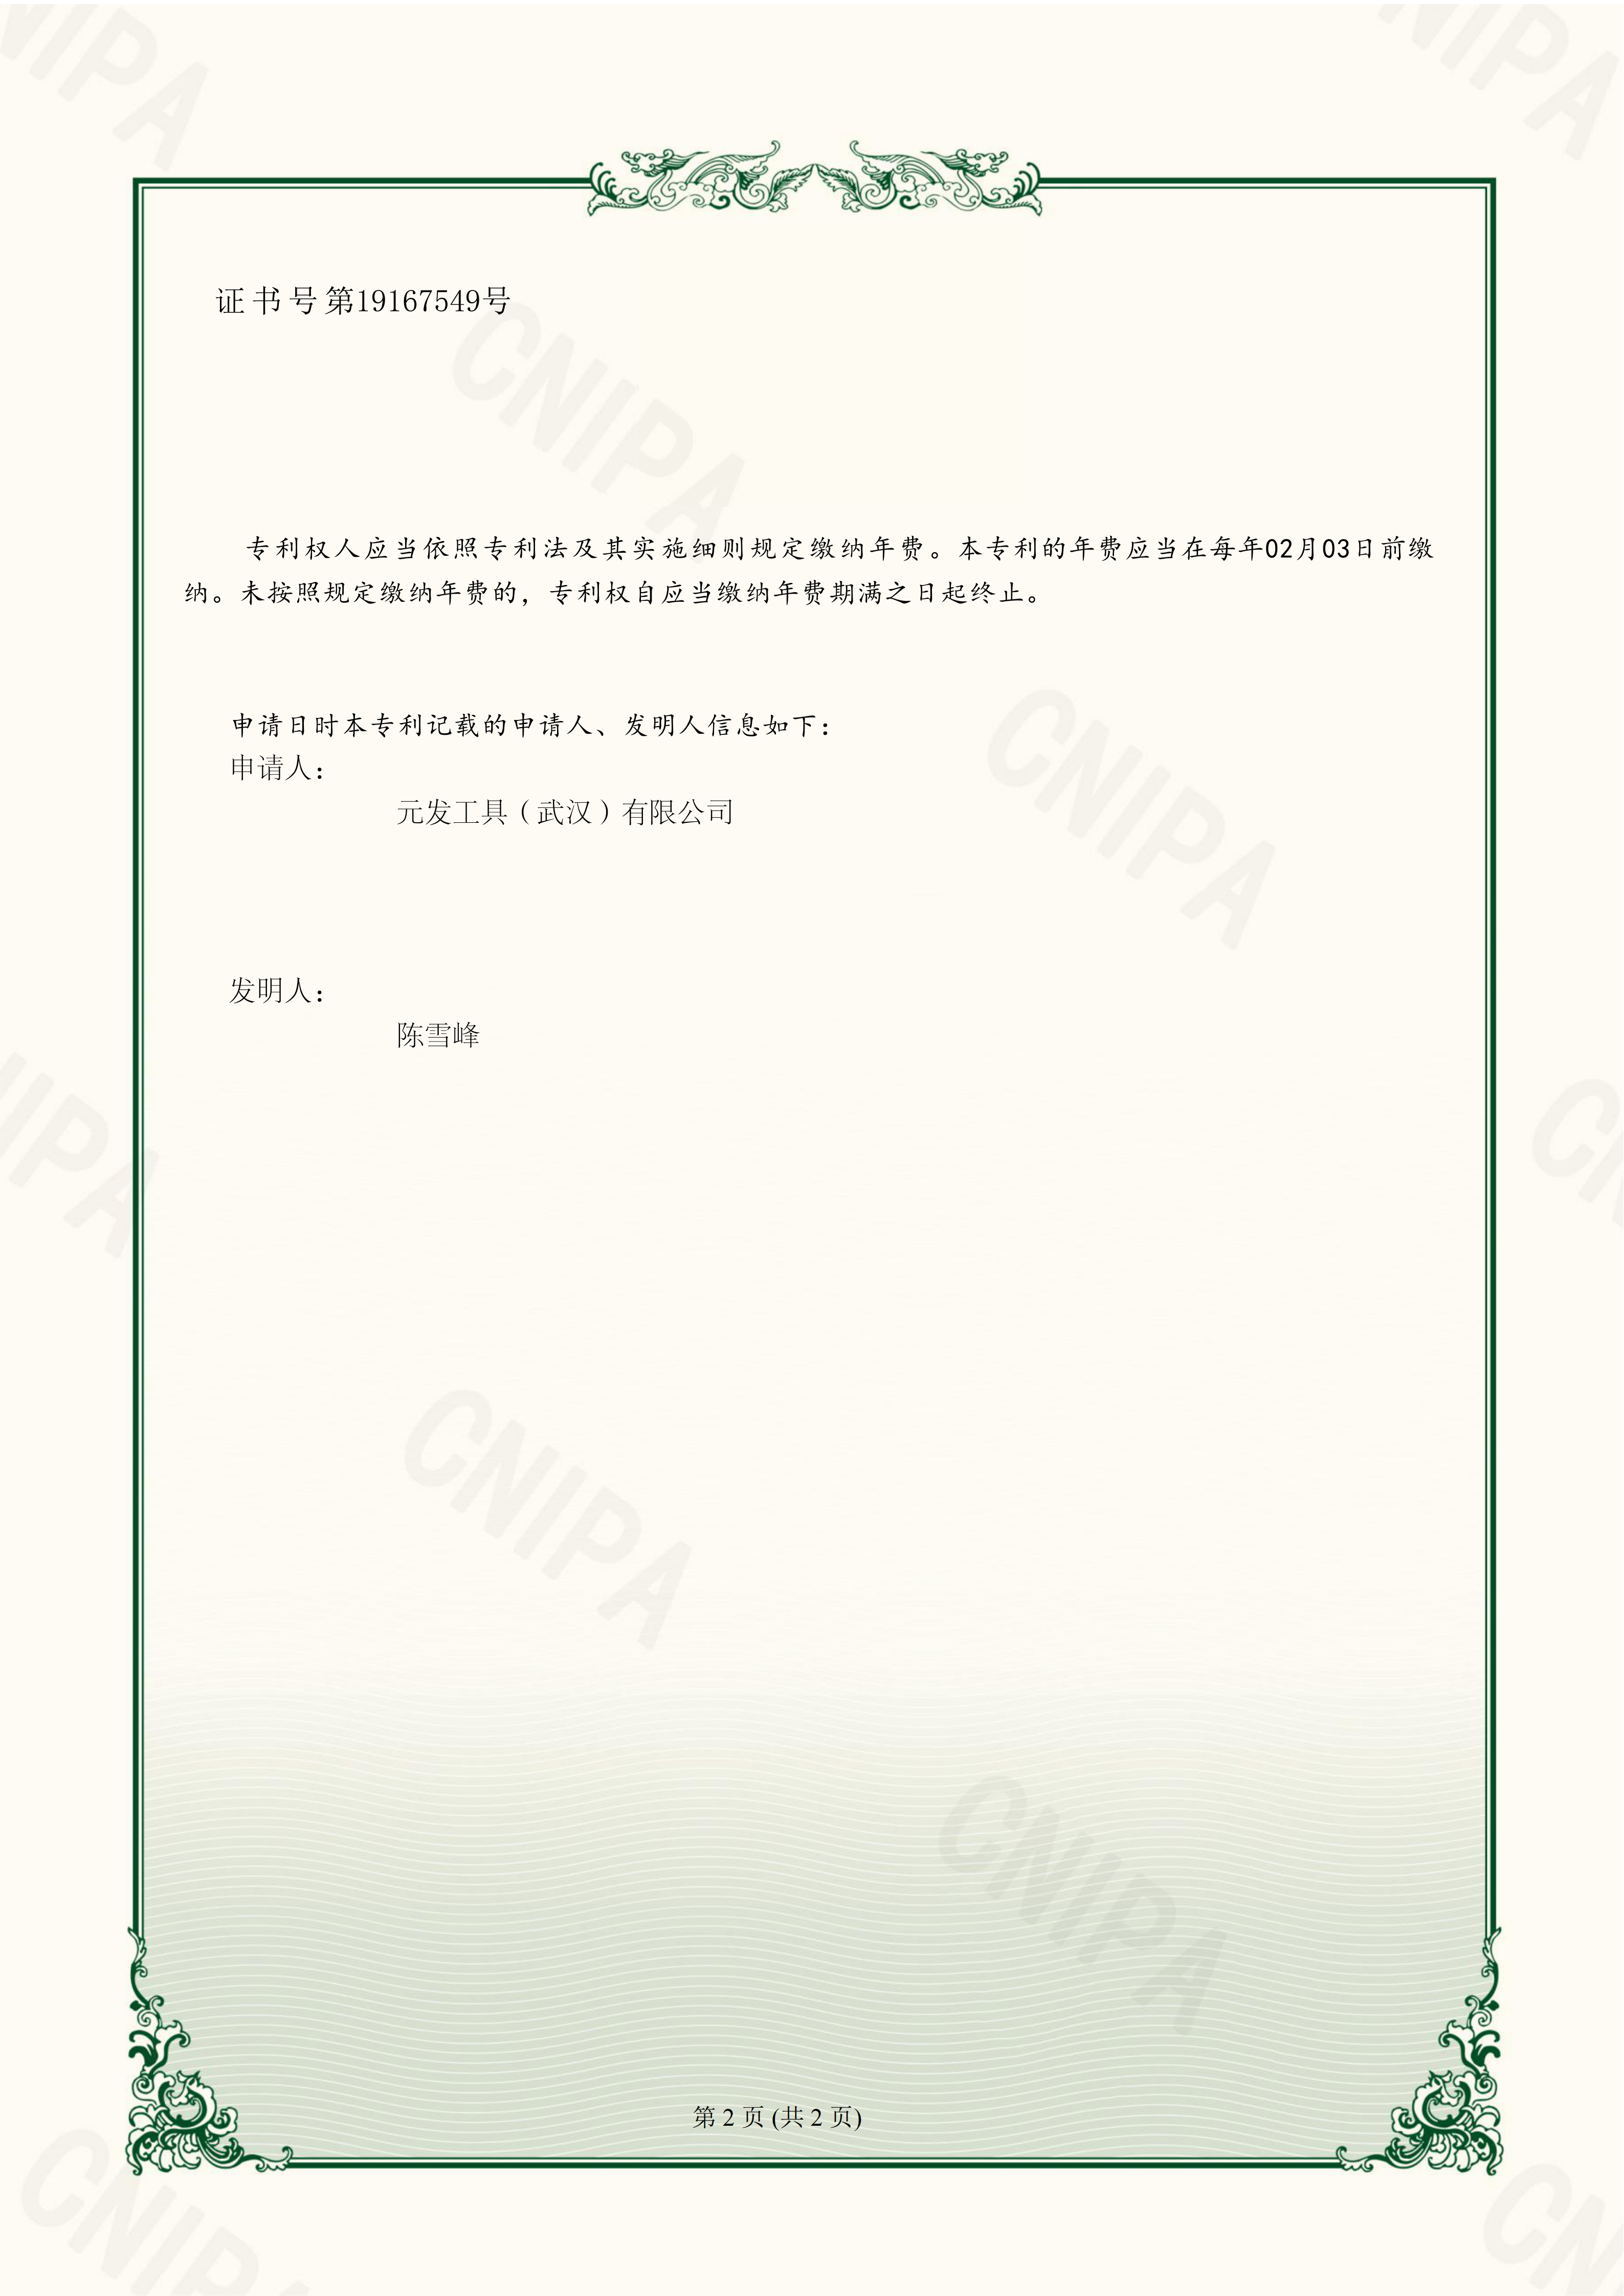 证书号第19167549号
专利权人应当依照专利法及其实施细则规定缴纳年费。本专利的年费应当在每年02月03日前缴
纳。未按照规定缴纳年费的，专利权自应当缴纳年费期满之日起终止。
申请日时本专利记载的申请人、发明人信息如下：
申请人：
元发工具（武汉）有限公司
发明人：
陈雪峰
第 2 页 (共 2 页)
CNIPA
CNIPA
CNIPA
CNIPA